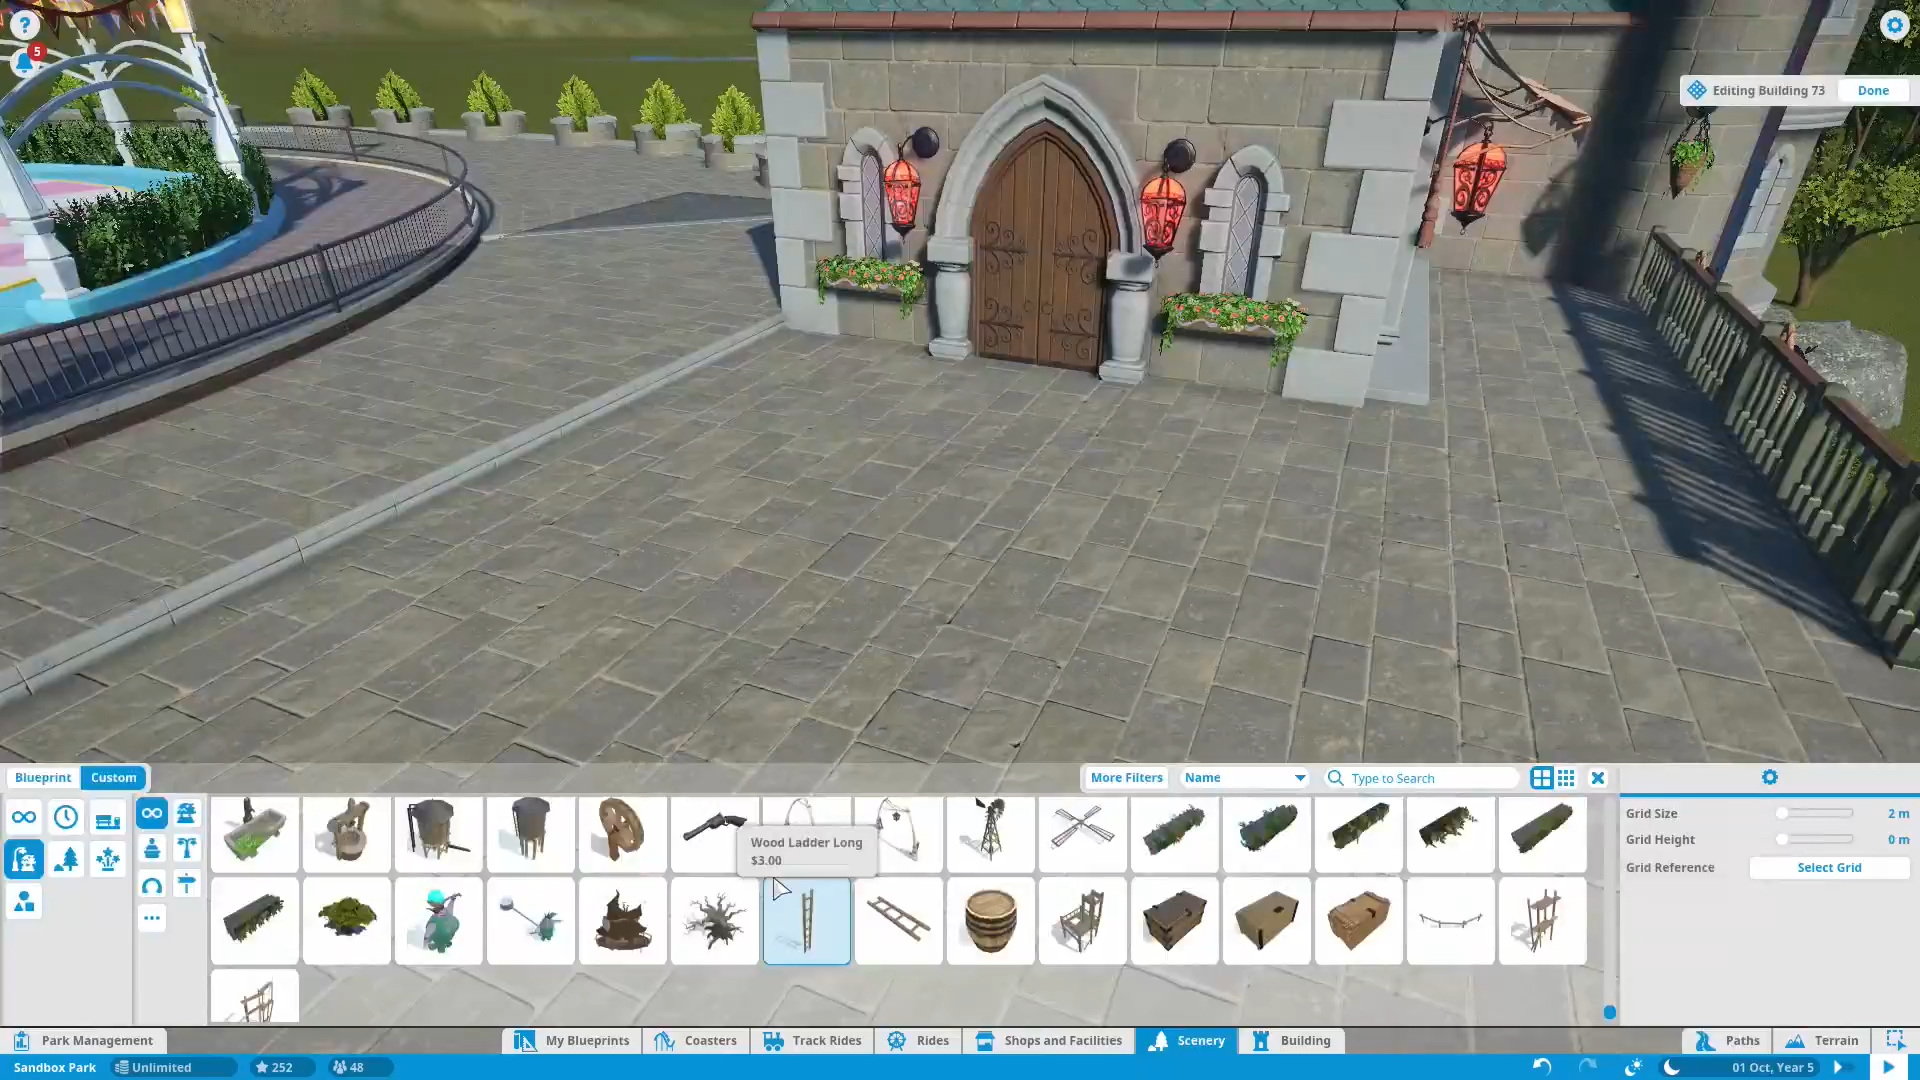 ?
5
Editing Building 73
Done
Blueprint
Custom
More Filters
Name
Type to Search
Grid Size
2 m
Grid Height
0 m
Grid Reference
Select Grid
Wood Ladder Long
$3.00
Park Management
My Blueprints
Coasters
Track Rides
Rides
Shops and Facilities
Scenery
Building
Paths
Terrain
Sandbox Park
Unlimited
252
48
01 Oct, Year 5